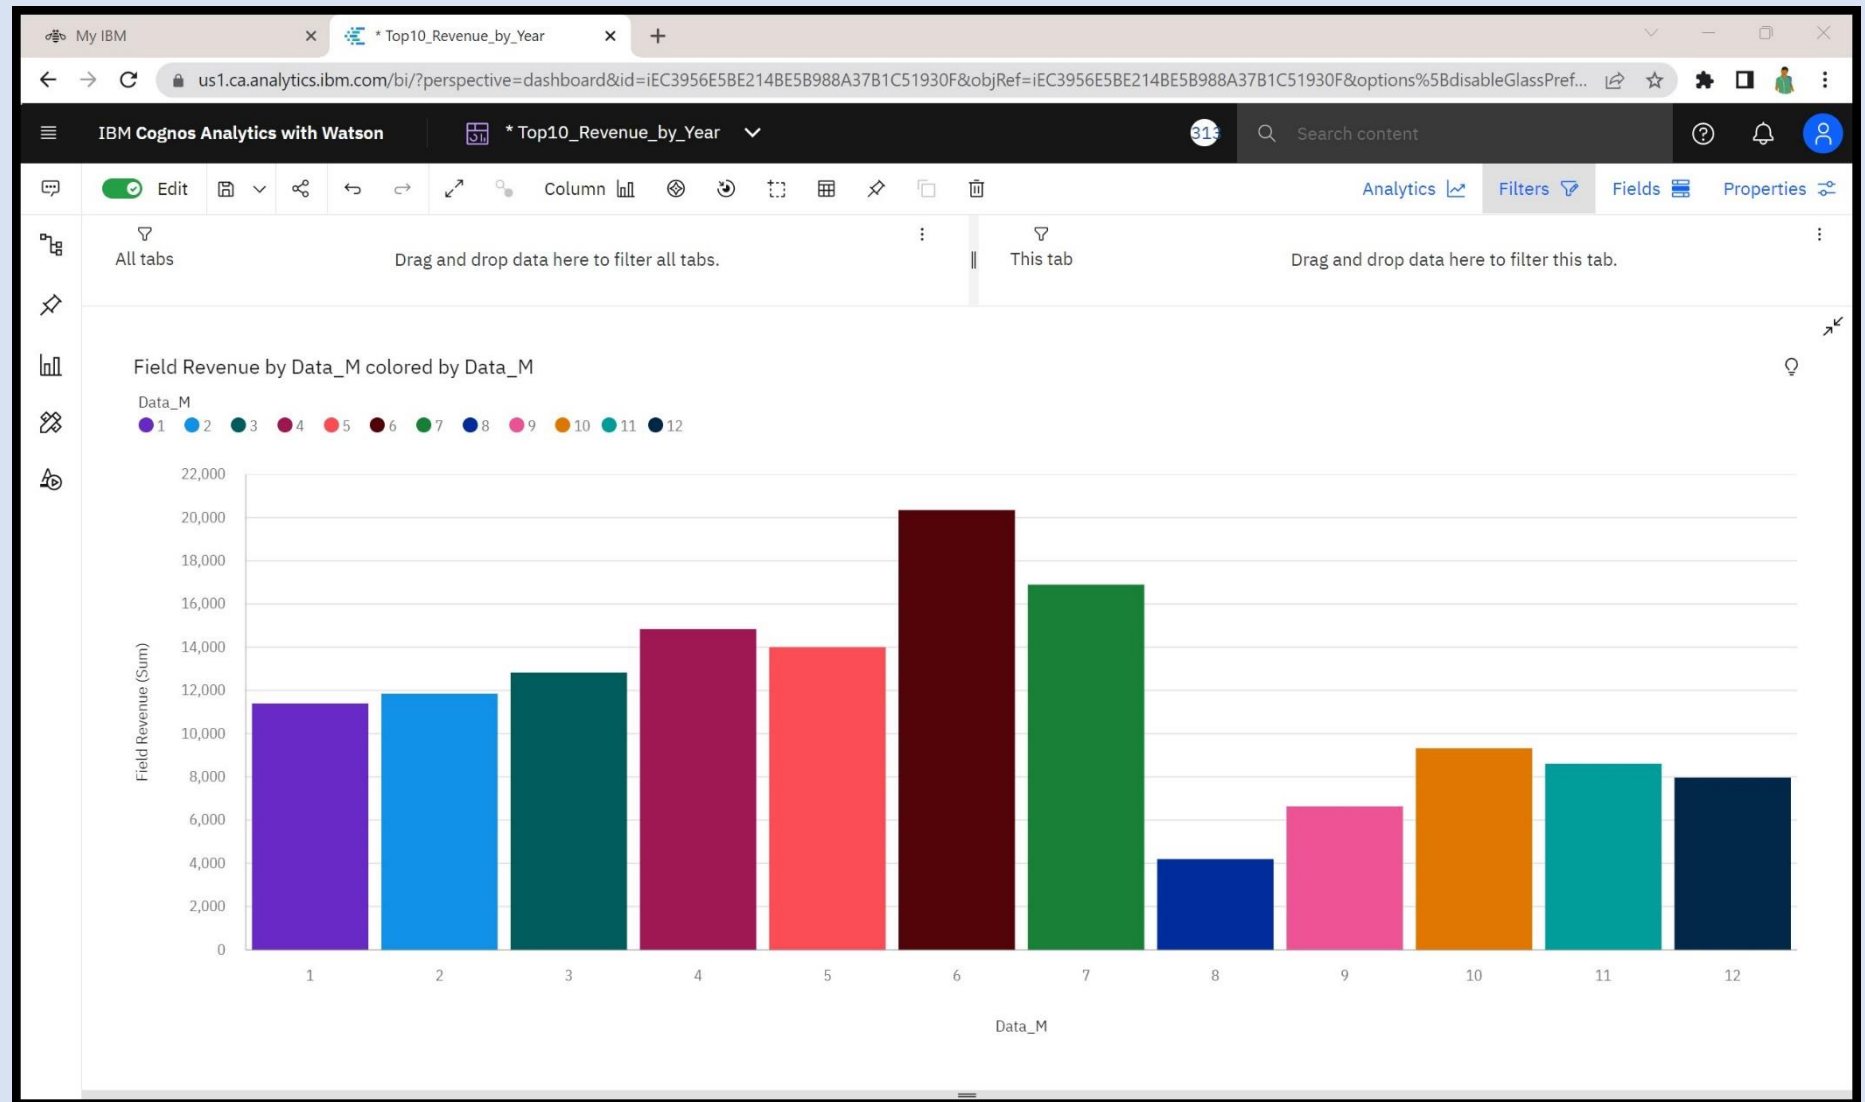 My IBM
* Top10_Revenue_by_Year
us1.ca.analytics.ibm.com/bi/?perspective=dashboard&id=iEC3956E5BE214BE5B988A37B1C51930F&objRef=iEC3956E5BE214BE5B988A37B1C51930F&options%5BdisableGlassPref...
IBM Cognos Analytics with Watson
* Top10_Revenue_by_Year
313
Search content
Edit
Column
Analytics
Filters
Fields
Properties
All tabs
Drag and drop data here to filter all tabs.
This tab
Drag and drop data here to filter this tab.
Field Revenue by Data_M colored by Data_M
Data_M
1 2 3 4 5 6 7 8 9 10 11 12
22,000
20,000
18,000
16,000
14,000
12,000
10,000
8,000
6,000
4,000
2,000
0
Field Revenue (Sum)
1 2 3 4 5 6 7 8 9 10 11 12
Data_M